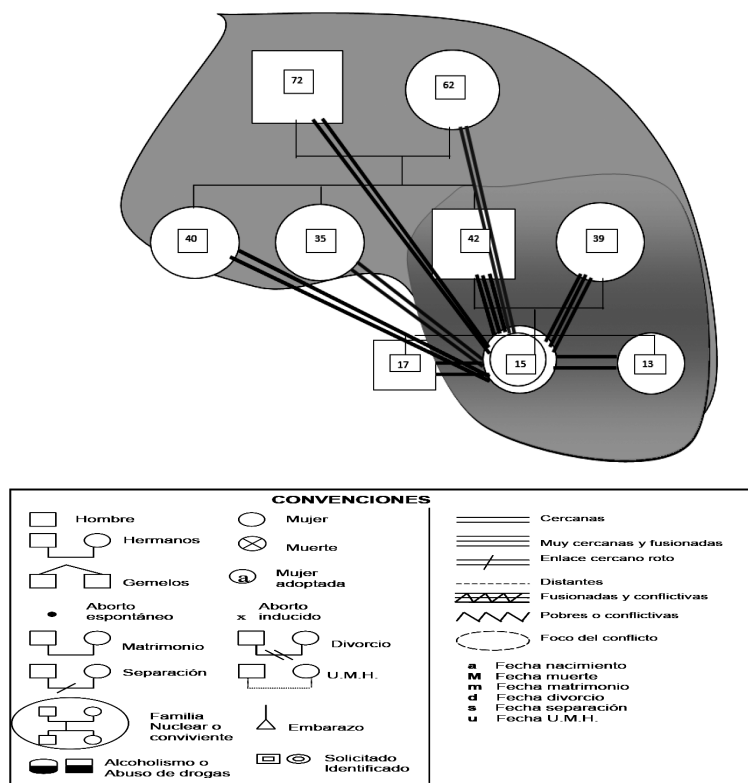 72
62
40
35
42
39
17
15
13
CONVENCIONES
Hombre
Mujer
Hermanos
Muerte
Gemelos
a
Mujer
adoptada
Aborto
espontáneo
x
Aborto
inducido
Matrimonio
Divorcio
Separación
U.M.H.
Familia
Nuclear o
conviviente
Embarazo
Alcoholismo o
Abuso de drogas
Solicitado
Identificado
Cercanas
Muy cercanas y fusionadas
Enlace cercano roto
Distantes
Fusionadas y conflictivas
Pobres o conflictivas
Foco del conflicto
a Fecha nacimiento
M Fecha muerte
m Fecha matrimonio
d Fecha divorcio
s Fecha separación
u Fecha U.M.H.